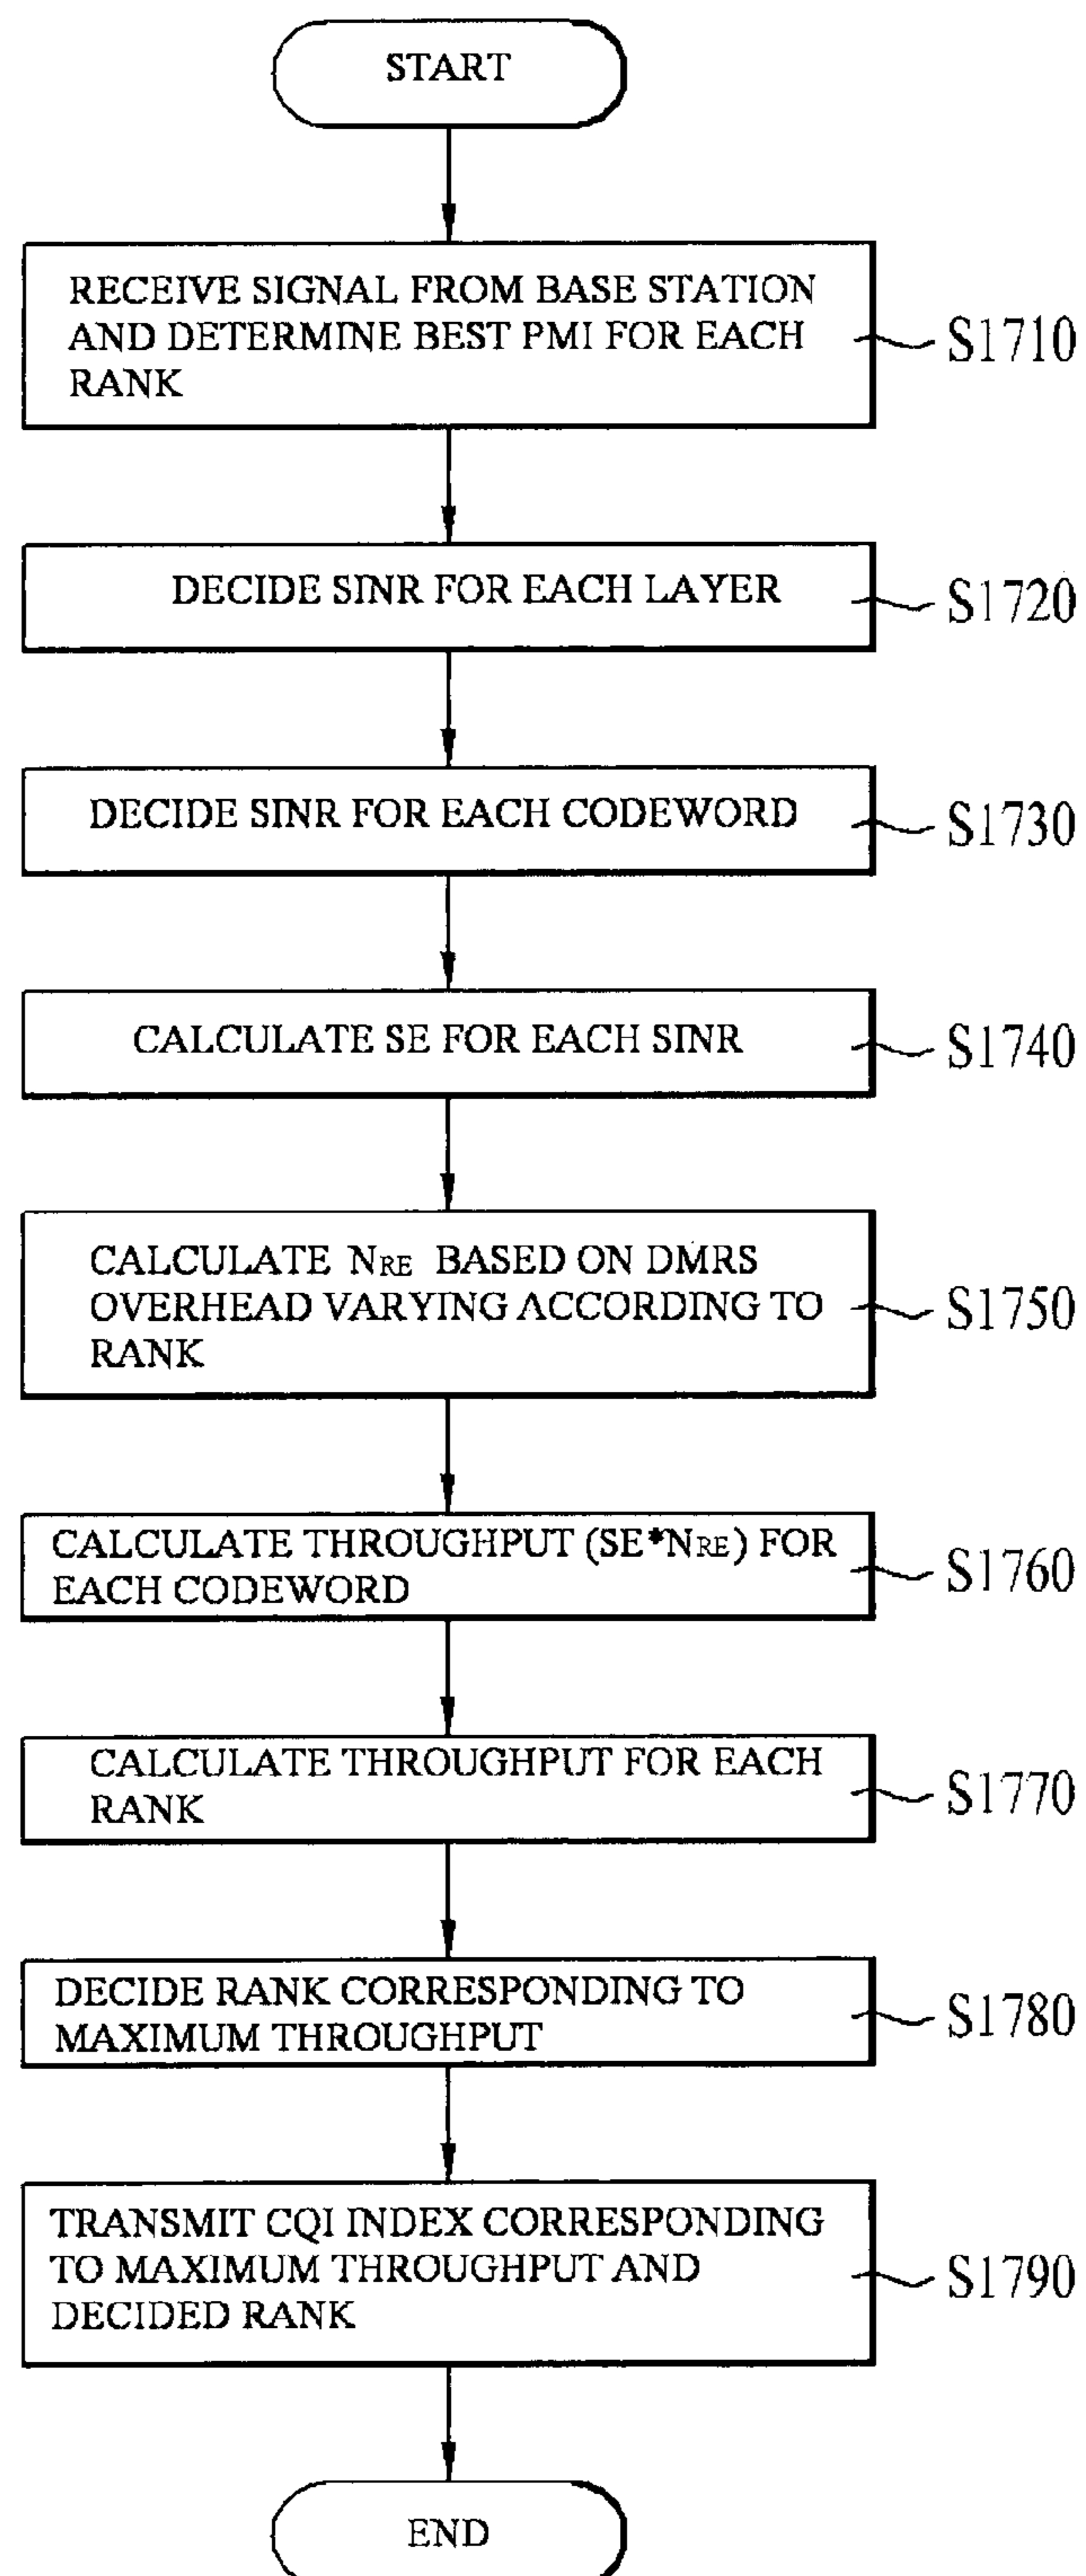 START
RECEIVE SIGNAL FROM BASE STATION
AND DETERMINE BEST PMI FOR EACH
RANK
S1710
DECIDE SINR FOR EACH LAYER
S1720
DECIDE SINR FOR EACH CODEWORD
S1730
CALCULATE SE FOR EACH SINR
S1740
CALCULATE NRE BASED ON DMRS
OVERHEAD VARYING ACCORDING TO
RANK
S1750
CALCULATE THROUGHPUT (SE*NRE) FOR
EACH CODEWORD
S1760
CALCULATE THROUGHPUT FOR EACH
RANK
S1770
DECIDE RANK CORRESPONDING TO
MAXIMUM THROUGHPUT
S1780
TRANSMIT CQI INDEX CORRESPONDING
TO MAXIMUM THROUGHPUT AND
DECIDED RANK
S1790
END